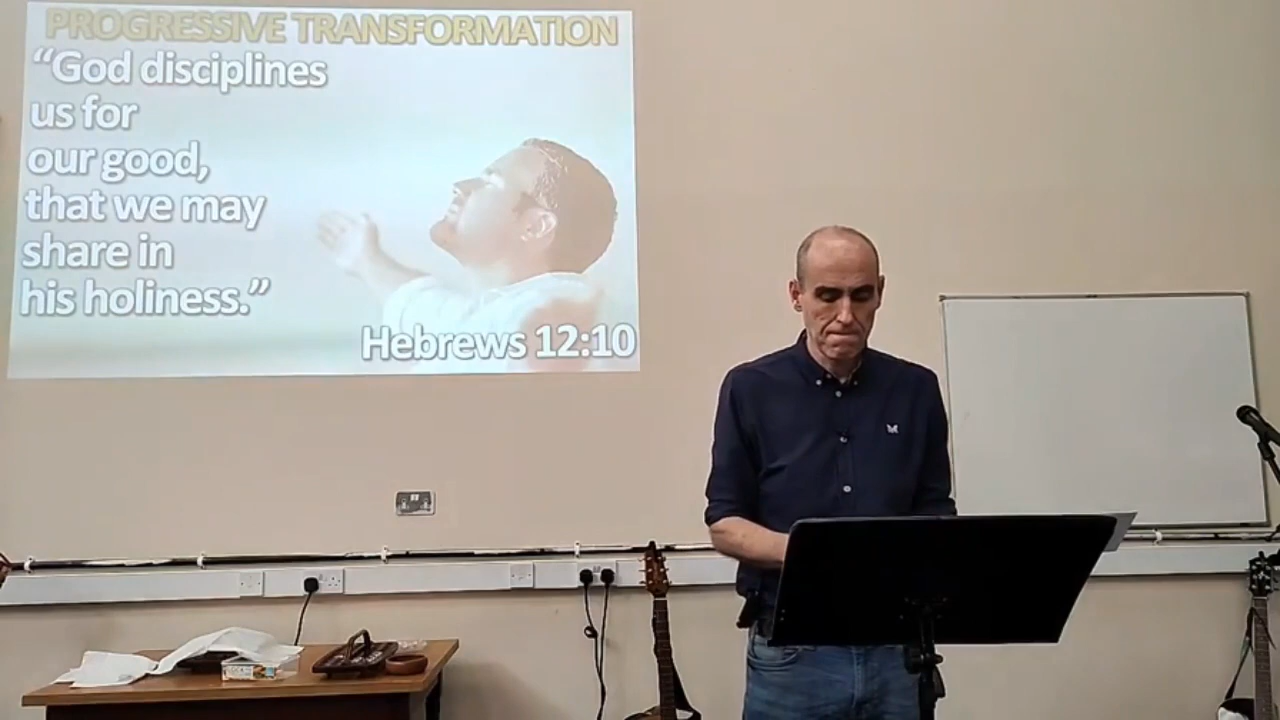 PROGRESSIVE TRANSFORMATION
“God disciplines
us for
our good,
that we may
share in
his holiness.”
Hebrews 12:10